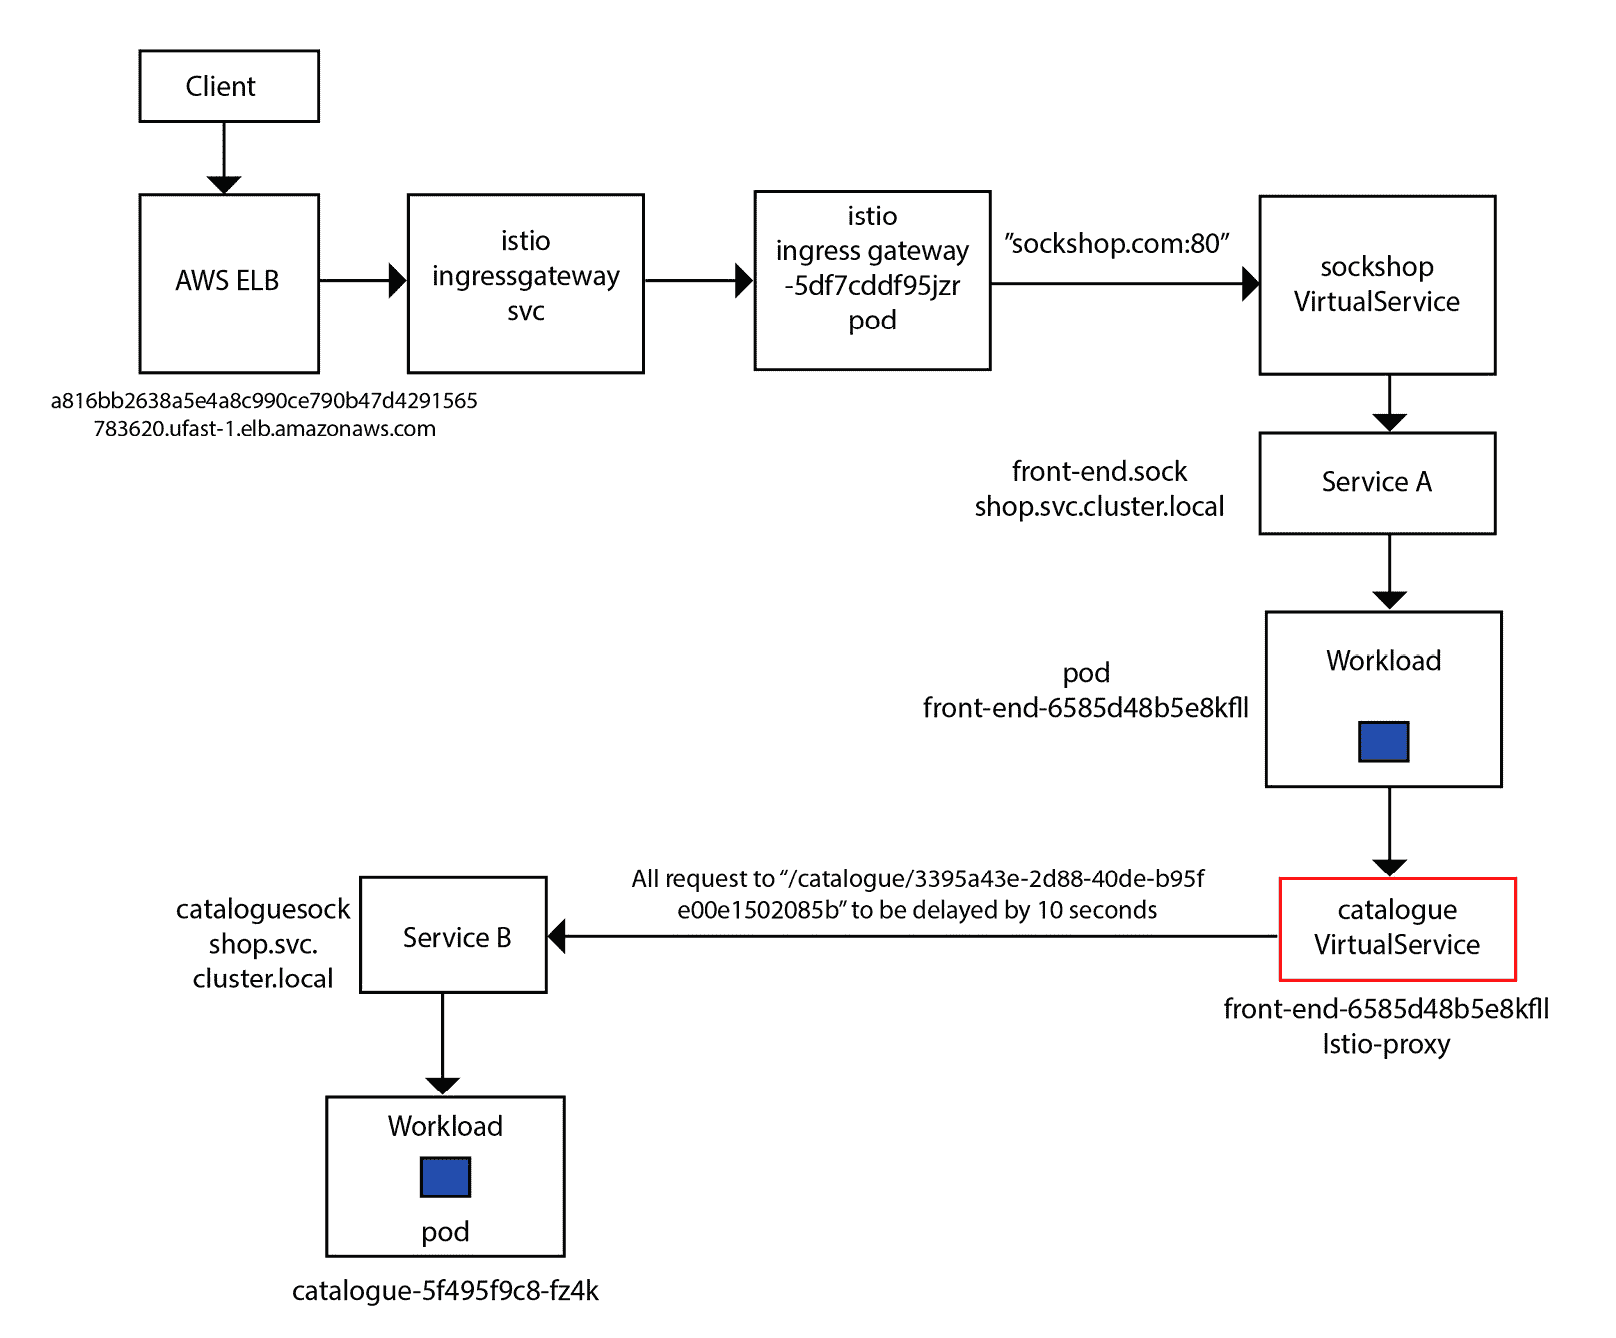 Client
AWS ELB
a816bb2638a5e4a8c990ce790b47d4291565
783620.ufast-1.elb.amazonaws.com
istio
ingressgateway
svc
istio
ingress gateway
-5df7cddf95jzr
pod
”sockshop.com:80”
sockshop
VirtualService
front-end.sock
shop.svc.cluster.local
Service A
pod
front-end-6585d48b5e8kfll
Workload
catalogue
VirtualService
front-end-6585d48b5e8kfll
Istio-proxy
All request to “/catalogue/3395a43e-2d88-40de-b95f
e00e1502085b” to be delayed by 10 seconds
cataloguesock
shop.svc.
cluster.local
Service B
Workload
pod
catalogue-5f495f9c8-fz4k